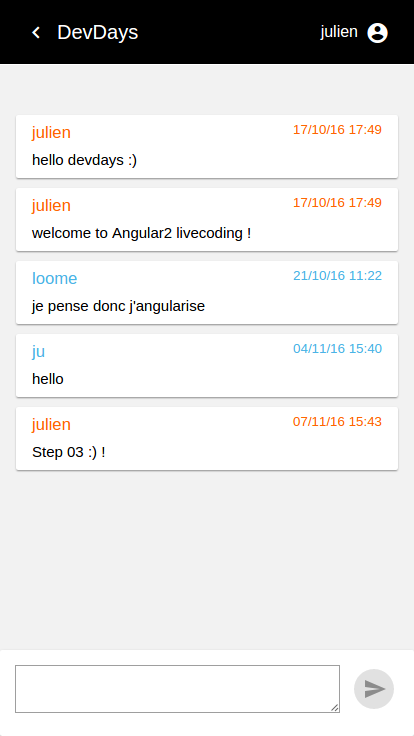 DevDays
julien
julien 17/10/16 17:49
hello devdays :)
julien 17/10/16 17:49
welcome to Angular2 livecoding !
loome 21/10/16 11:22
je pense donc j'angularise
ju 04/11/16 15:40
hello
julien 07/11/16 15:43
Step 03 :) !